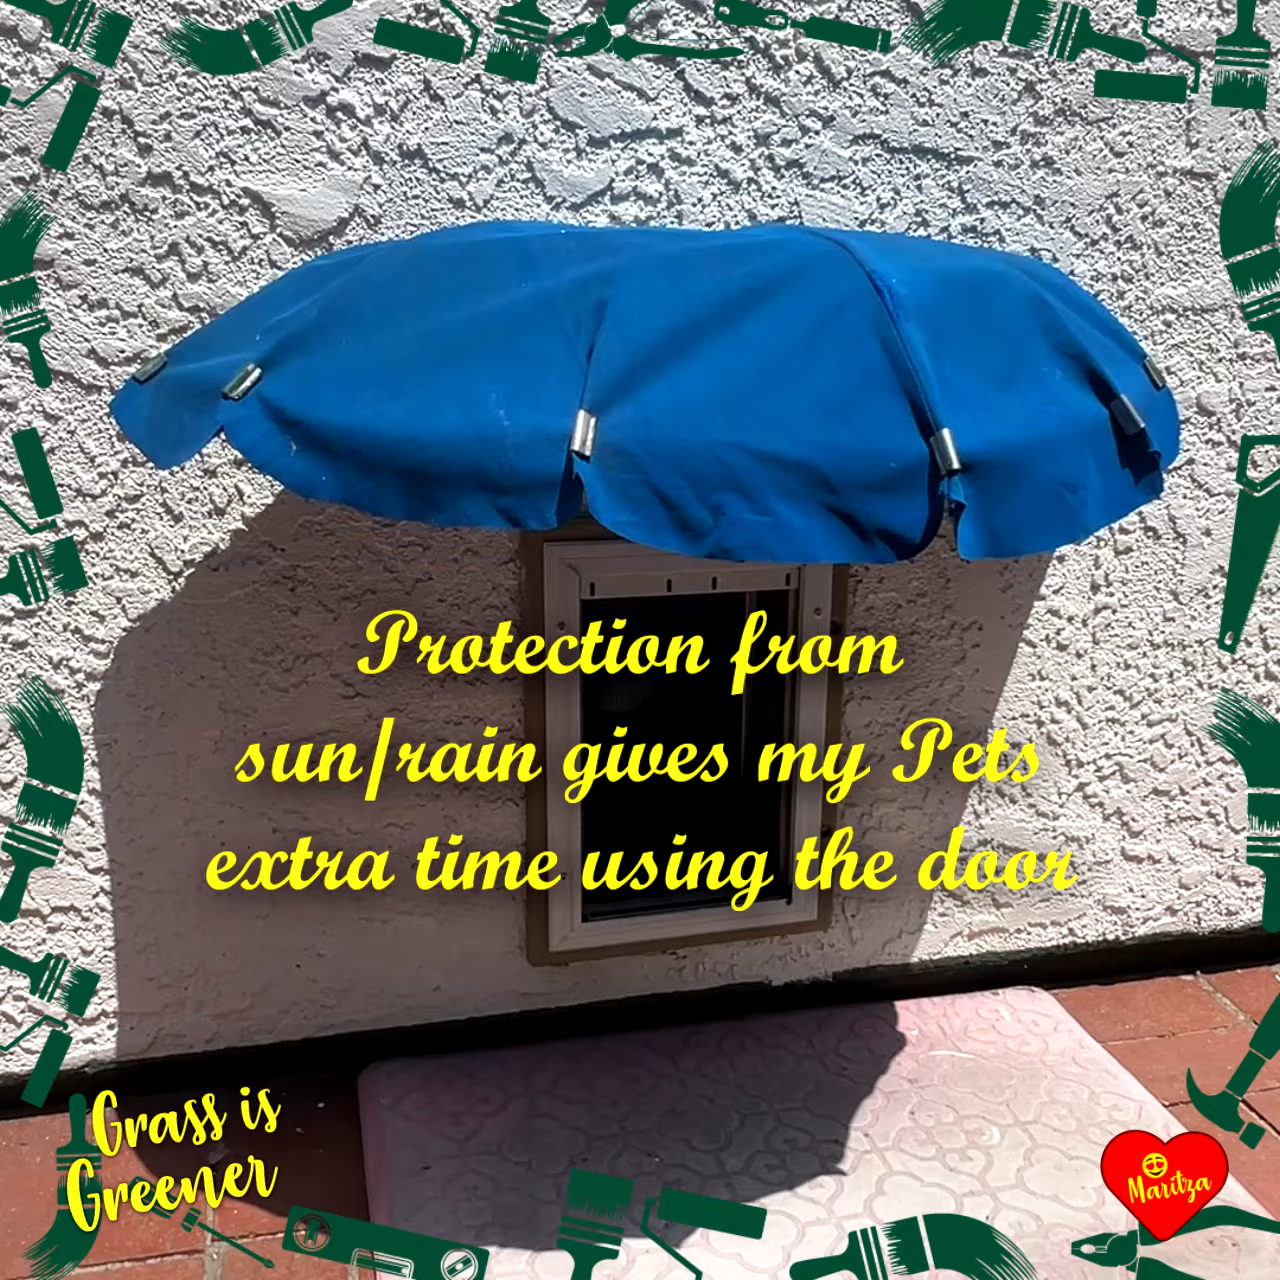 Protection from
sun/rain gives my Pets
extra time using the door
Grass is
Greener
Maritza